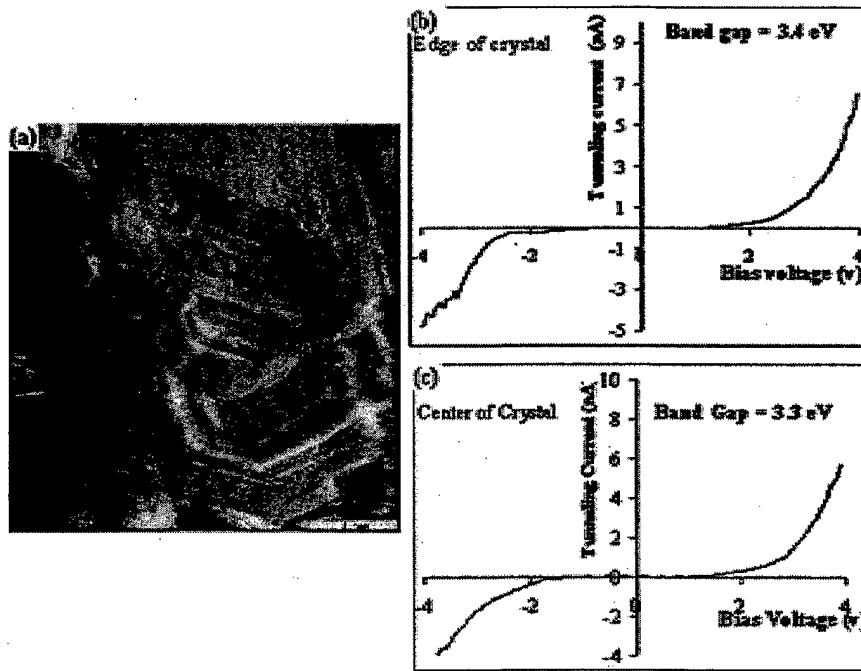 (a)
(b)
Edge of crystal
Band gap = 3.4 eV
Tunneling current (nA)
9
7
5
3
1
-1
-3
-5
-4
-2
0
2
4
Bias voltage (v)
(c)
Center of Crystal
Band Gap = 3.3 eV
Tunneling Current (nA)
10
8
6
4
2
0
-2
-4
-4
-2
0
2
4
Bias Voltage (v)